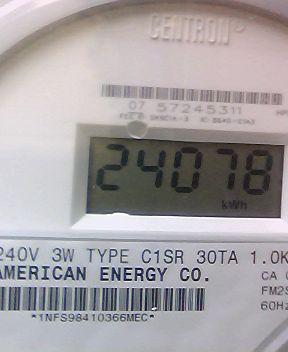 CENTRON®
07 57245311
24078
kWh
240V 3W TYPE C1SR 30TA 1.0K
AMERICAN ENERGY CO.
CA
FM2S
60Hz
*1NFS98410366MEC*